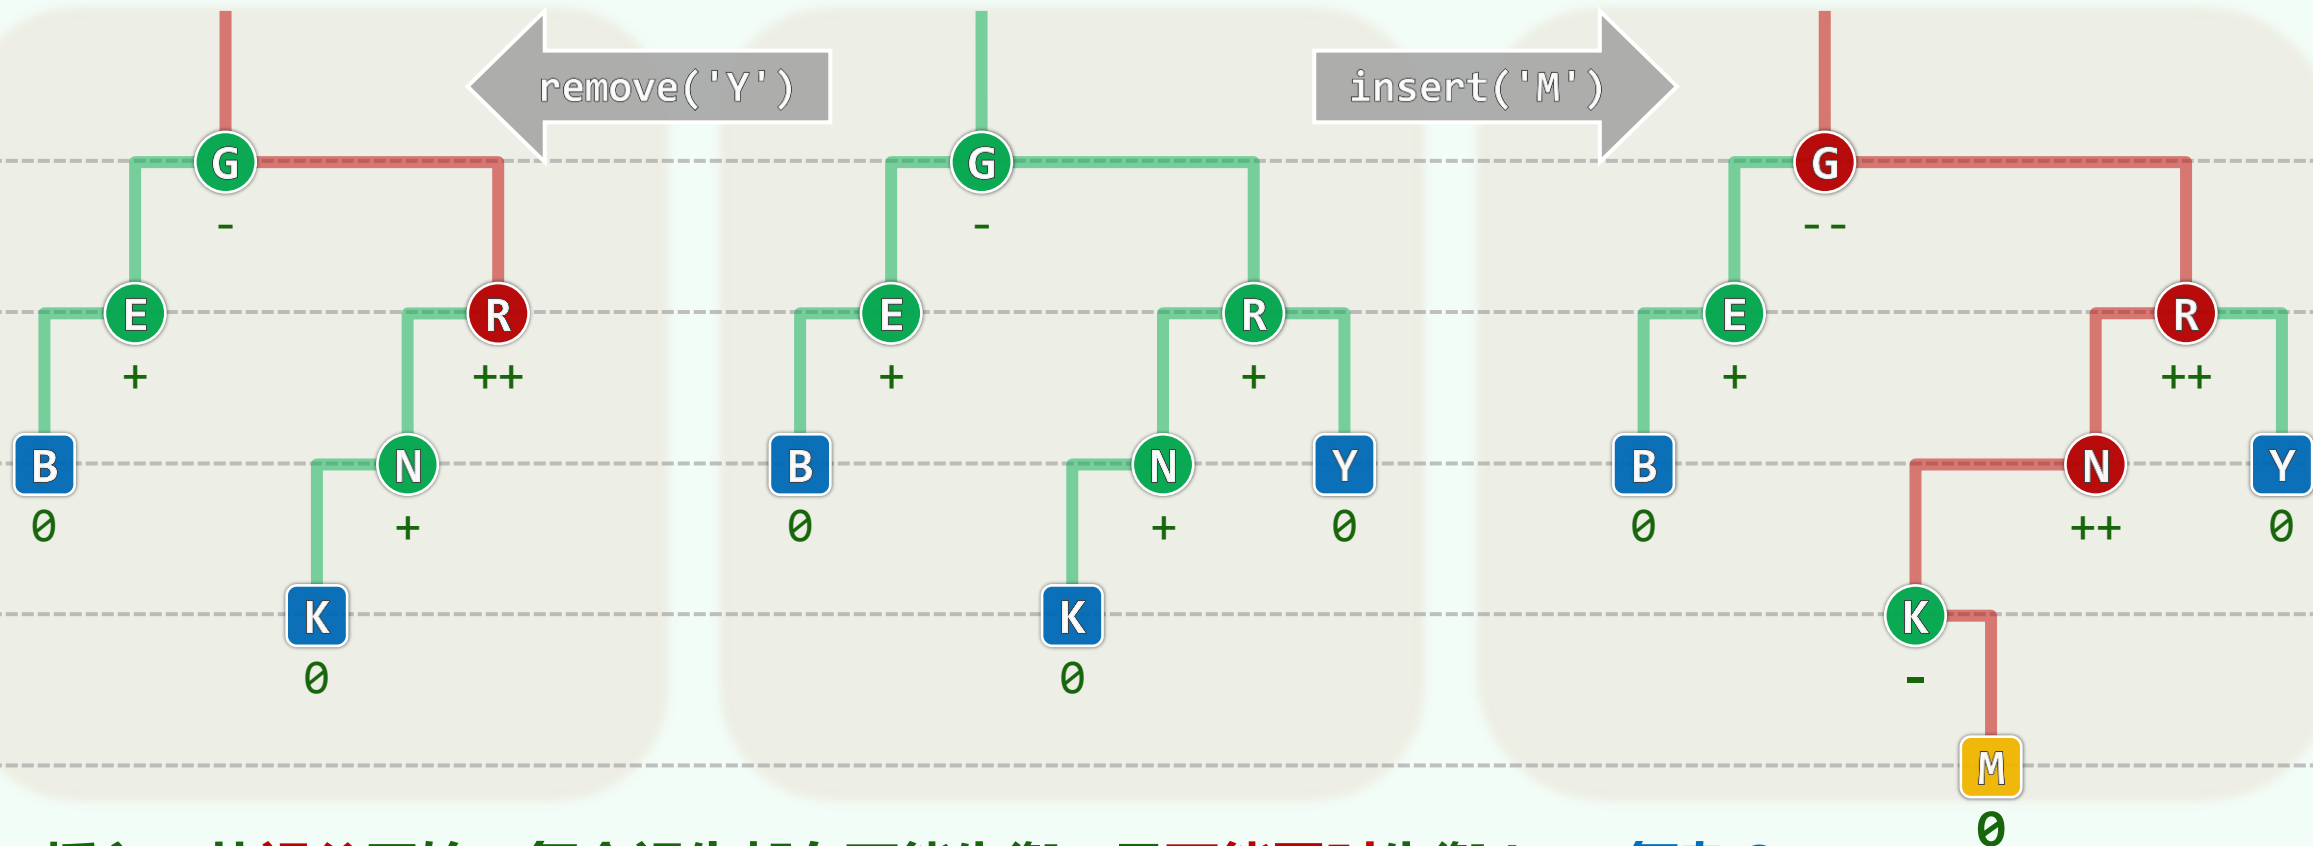 remove('Y')
insert('M')
G G G
- - --
E R E R E R
+ ++ + + + ++
B N B N Y B N Y
0 + 0 + 0 0 ++ 0
K K K
0 0 -
M
0